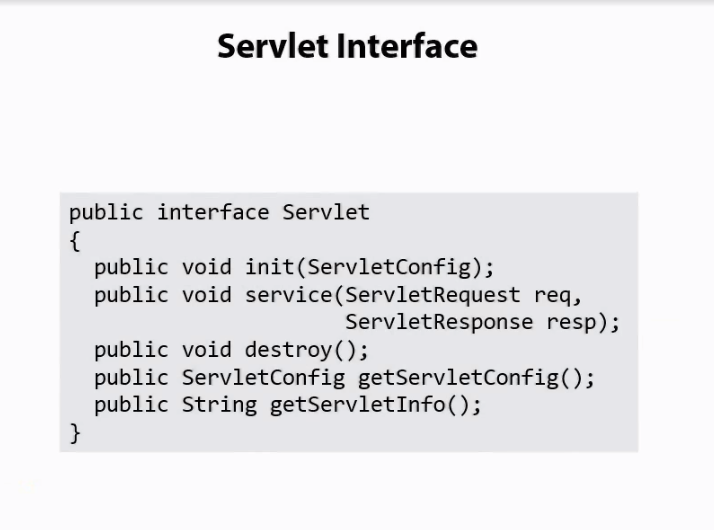 Servlet Interface
public interface Servlet
{
public void init(ServletConfig);
public void service(ServletRequest req,
ServletResponse resp);
public void destroy();
public ServletConfig getServletConfig();
public String getServletInfo();
}